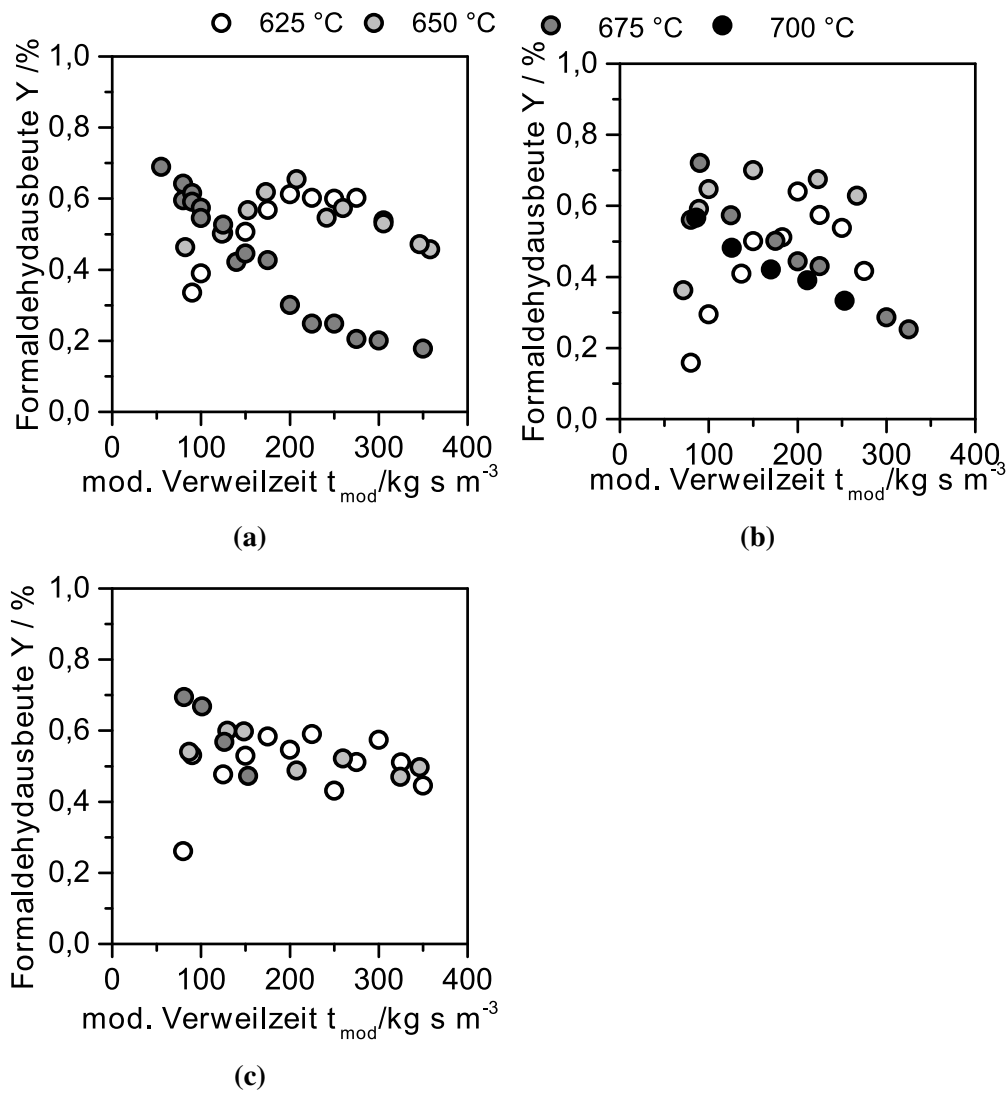 625 °C 650 °C 675 °C 700 °C
Formaldehydausbeute Y /%
1,0
0,8
0,6
0,4
0,2
0,0
0 100 200 300 400
mod. Verweilzeit t_mod/kg s m⁻³
(a)
Formaldehydausbeute Y / %
1,0
0,8
0,6
0,4
0,2
0,0
0 100 200 300 400
mod. Verweilzeit t_mod/kg s m⁻³
(b)
Formaldehydausbeute Y / %
1,0
0,8
0,6
0,4
0,2
0,0
0 100 200 300 400
mod. Verweilzeit t_mod/kg s m⁻³
(c)